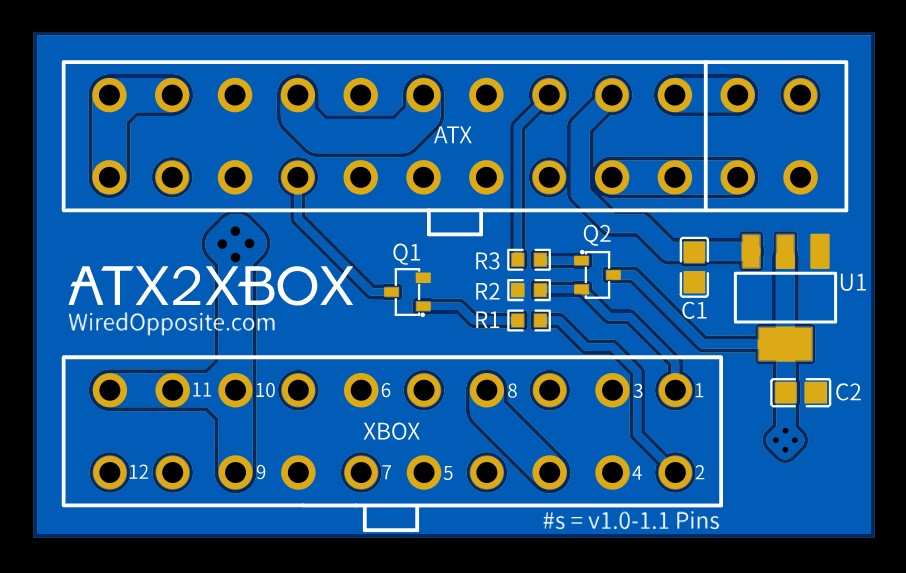 ATX
Q1
Q2
R3
R2
R1
C1
U1
C2
ATX2XBOX
WiredOpposite.com
11 10 6 8 3 1
XBOX
12 9 7 5 4 2
#s = v1.0-1.1 Pins